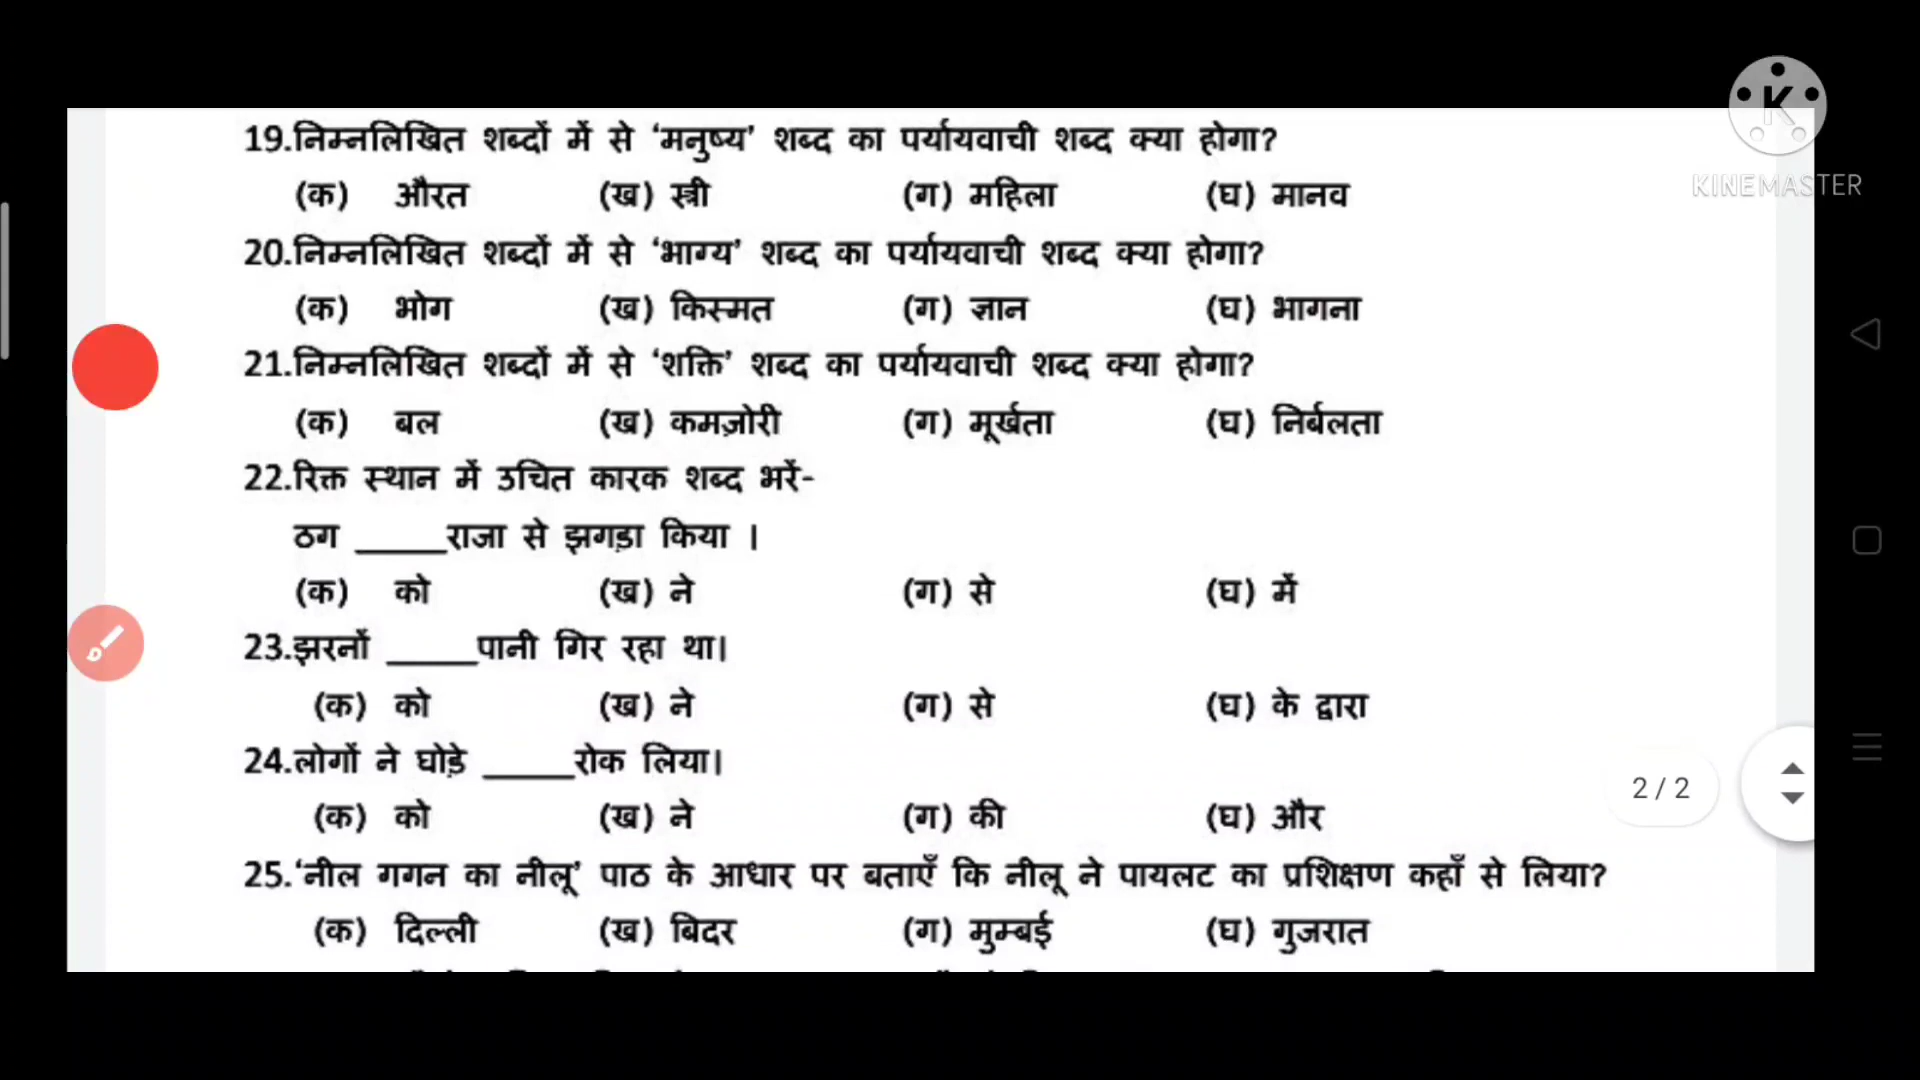 K
KINEMASTER
19.निम्नलिखित शब्दों में से ‘मनुष्य’ शब्द का पर्यायवाची शब्द क्या होगा?
(क) औरत (ख) स्त्री (ग) महिला (घ) मानव
20.निम्नलिखित शब्दों में से ‘भाग्य’ शब्द का पर्यायवाची शब्द क्या होगा?
(क) भोग (ख) किस्मत (ग) ज्ञान (घ) भागना
21.निम्नलिखित शब्दों में से ‘शक्ति’ शब्द का पर्यायवाची शब्द क्या होगा?
(क) बल (ख) कमज़ोरी (ग) मूर्खता (घ) निर्बलता
22.रिक्त स्थान में उचित कारक शब्द भरें-
ठग _____राजा से झगड़ा किया ।
(क) को (ख) ने (ग) से (घ) में
23.झरनों _____पानी गिर रहा था।
(क) को (ख) ने (ग) से (घ) के द्वारा
24.लोगों ने घोड़े _____रोक लिया।
(क) को (ख) ने (ग) की (घ) और
2 / 2
25.‘नील गगन का नीलू’ पाठ के आधार पर बताएँ कि नीलू ने पायलट का प्रशिक्षण कहाँ से लिया?
(क) दिल्ली (ख) बिदर (ग) मुम्बई (घ) गुजरात